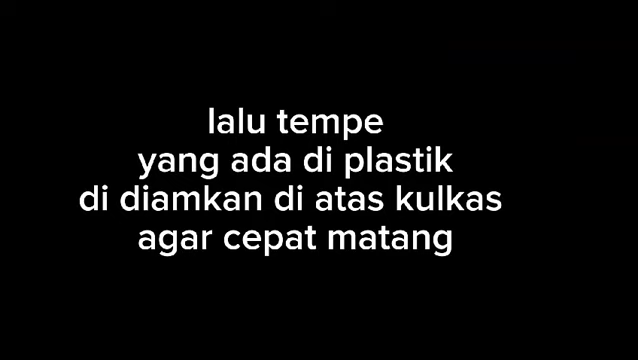 lalu tempe
yang ada di plastik
di diamkan di atas kulkas
agar cepat matang